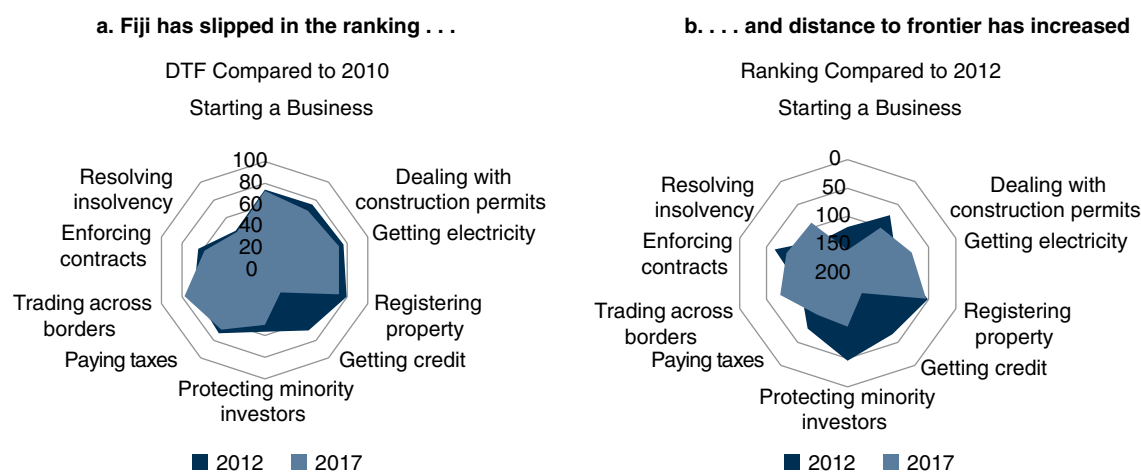 a. Fiji has slipped in the ranking . . .
DTF Compared to 2010
Starting a Business
100
80
60
40
20
0
Dealing with
construction permits
Getting electricity
Registering
property
Getting credit
Protecting minority
investors
Paying taxes
Trading across
borders
Enforcing
contracts
Resolving
insolvency
2012
2017
b. . . . and distance to frontier has increased
Ranking Compared to 2012
Starting a Business
0
50
100
150
200
Dealing with
construction permits
Getting electricity
Registering
property
Getting credit
Protecting minority
investors
Paying taxes
Trading across
borders
Enforcing
contracts
Resolving
insolvency
2012
2017